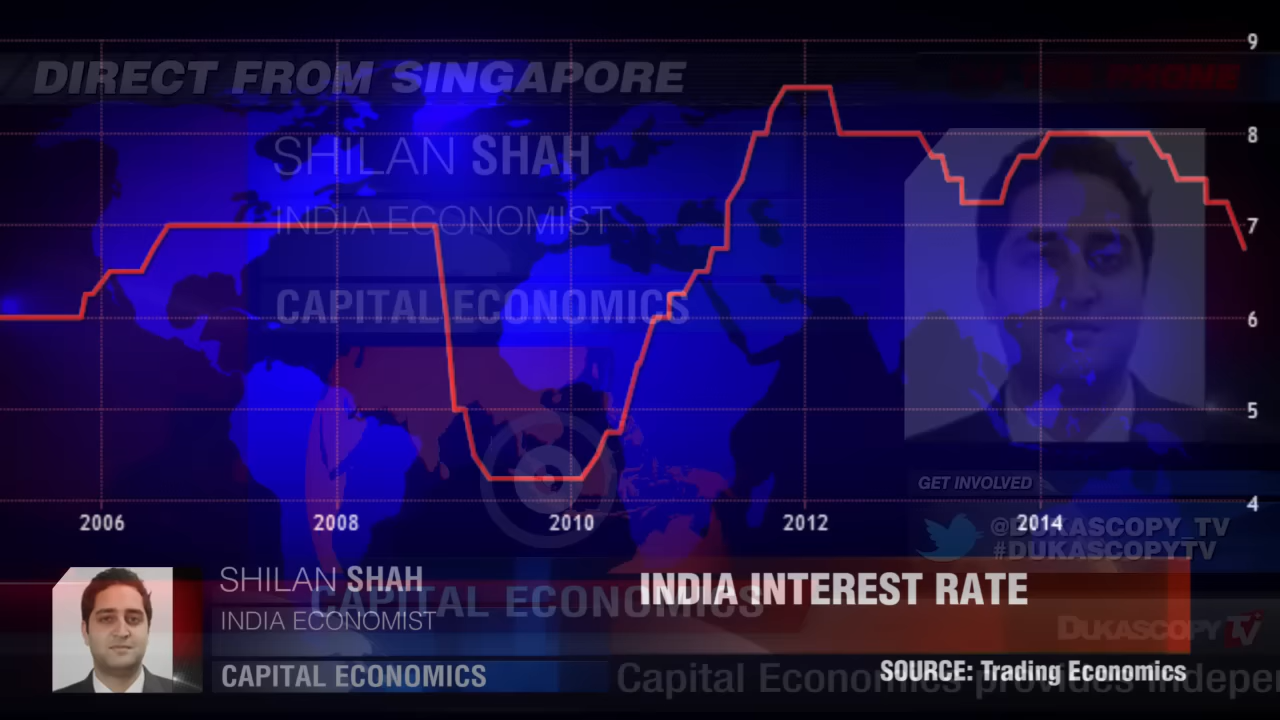 9
DIRECT FROM SINGAPORE
PHONE
8
SHILAN SHAH
INDIA ECONOMIST
7
CAPITAL ECONOMICS
6
5
GET INVOLVED
4
2006 2008 2010 2012 2014
@DUKASCOPY_TV
#DUKASCOPYTV
SHILAN SHAH
INDIA ECONOMIST
CAPITAL ECONOMICS
INDIA INTEREST RATE
CAPITAL ECONOMICS
DUKASCOPY TV
SOURCE: Trading Economics
Capital Economics provides indepen